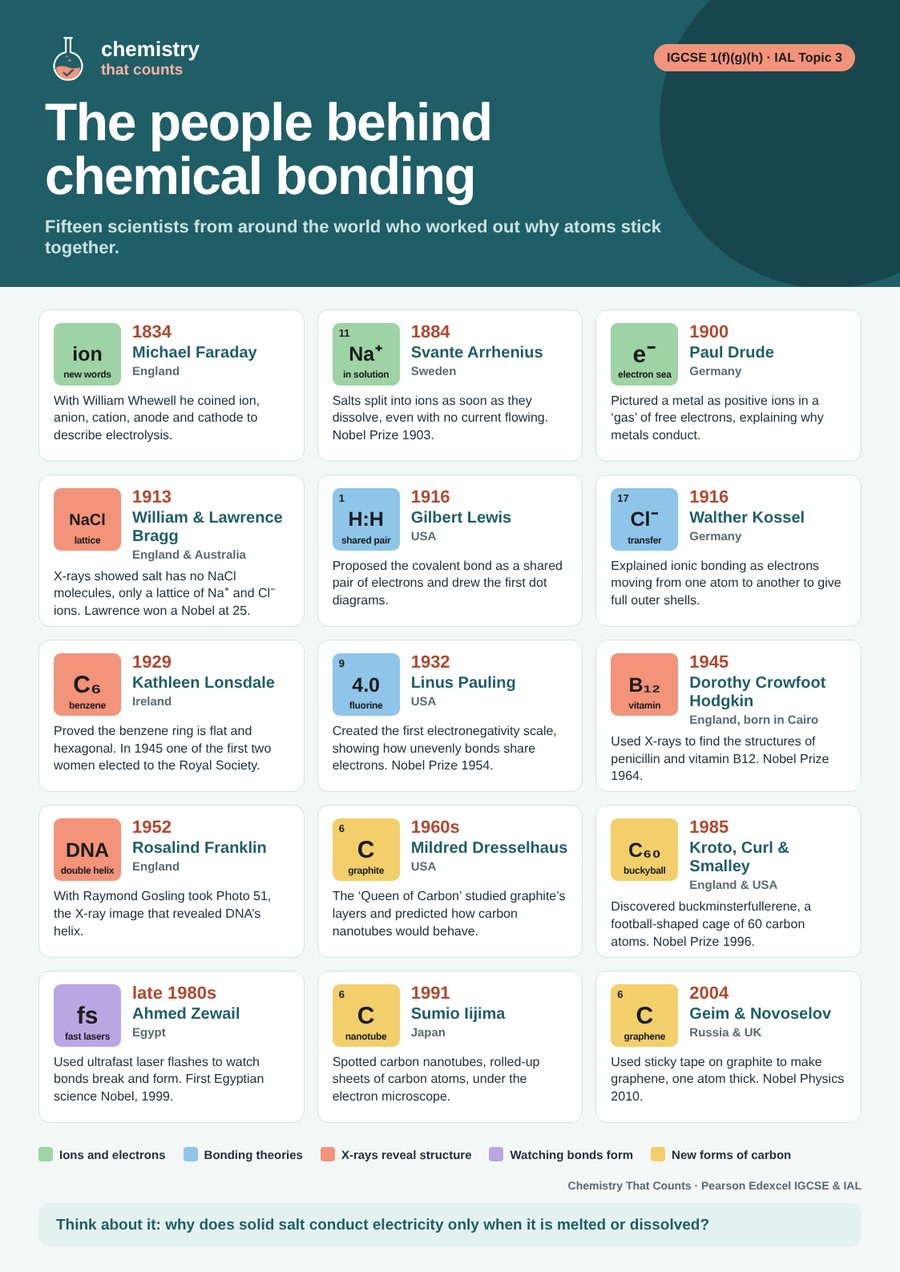 chemistry
that counts
IGCSE 1(f)(g)(h) · IAL Topic 3
The people behind
chemical bonding
Fifteen scientists from around the world who worked out why atoms stick
together.
ion
new words
1834
Michael Faraday
England
With William Whewell he coined ion,
anion, cation, anode and cathode to
describe electrolysis.
11
Na⁺
in solution
1884
Svante Arrhenius
Sweden
Salts split into ions as soon as they
dissolve, even with no current flowing.
Nobel Prize 1903.
e⁻
electron sea
1900
Paul Drude
Germany
Pictured a metal as positive ions in a
‘gas’ of free electrons, explaining why
metals conduct.
NaCl
lattice
1913
William & Lawrence
Bragg
England & Australia
X-rays showed salt has no NaCl
molecules, only a lattice of Na⁺ and Cl⁻
ions. Lawrence won a Nobel at 25.
1
H:H
shared pair
1916
Gilbert Lewis
USA
Proposed the covalent bond as a shared
pair of electrons and drew the first dot
diagrams.
17
Cl⁻
transfer
1916
Walther Kossel
Germany
Explained ionic bonding as electrons
moving from one atom to another to give
full outer shells.
C₆
benzene
1929
Kathleen Lonsdale
Ireland
Proved the benzene ring is flat and
hexagonal. In 1945 one of the first two
women elected to the Royal Society.
9
4.0
fluorine
1932
Linus Pauling
USA
Created the first electronegativity scale,
showing how unevenly bonds share
electrons. Nobel Prize 1954.
B₁₂
vitamin
1945
Dorothy Crowfoot
Hodgkin
England, born in Cairo
Used X-rays to find the structures of
penicillin and vitamin B12. Nobel Prize
1964.
DNA
double helix
1952
Rosalind Franklin
England
With Raymond Gosling took Photo 51,
the X-ray image that revealed DNA’s
helix.
6
C
graphite
1960s
Mildred Dresselhaus
USA
The ‘Queen of Carbon’ studied graphite’s
layers and predicted how carbon
nanotubes would behave.
C₆₀
buckyball
1985
Kroto, Curl &
Smalley
England & USA
Discovered buckminsterfullerene, a
football-shaped cage of 60 carbon
atoms. Nobel Prize 1996.
fs
fast lasers
late 1980s
Ahmed Zewail
Egypt
Used ultrafast laser flashes to watch
bonds break and form. First Egyptian
science Nobel, 1999.
6
C
nanotube
1991
Sumio Iijima
Japan
Spotted carbon nanotubes, rolled-up
sheets of carbon atoms, under the
electron microscope.
6
C
graphene
2004
Geim & Novoselov
Russia & UK
Used sticky tape on graphite to make
graphene, one atom thick. Nobel Physics
2010.
Ions and electrons
Bonding theories
X-rays reveal structure
Watching bonds form
New forms of carbon
Chemistry That Counts · Pearson Edexcel IGCSE & IAL
Think about it: why does solid salt conduct electricity only when it is melted or dissolved?